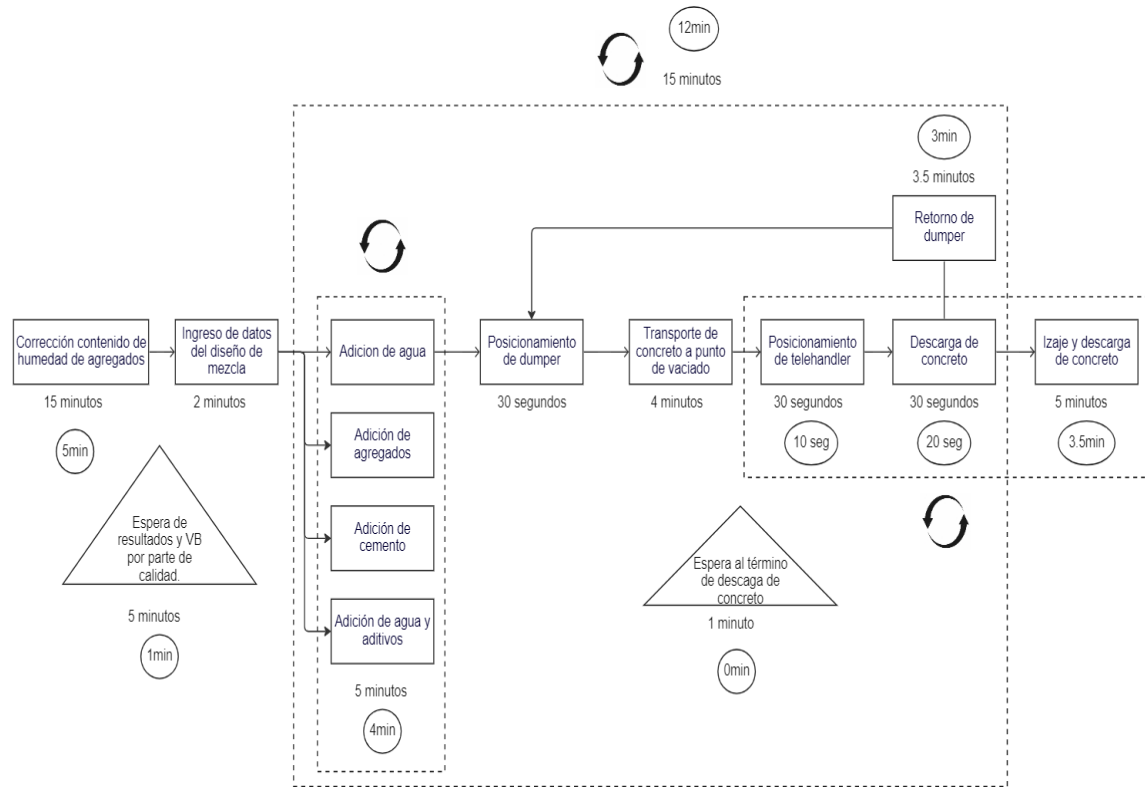 12min
15 minutos
3min
3.5 minutos
Retorno de
dumper
Corrección contenido de
humedad de agregados
15 minutos
5min
Ingreso de datos
del diseño de
mezcla
2 minutos
Espera de
resultados y VB
por parte de
calidad.
5 minutos
1min
Adicion de agua
Adición de
agregados
Adición de
cemento
Adición de agua y
aditivos
5 minutos
4min
Posicionamiento
de dumper
30 segundos
Transporte de
concreto a punto
de vaciado
4 minutos
Posicionamiento
de telehandler
30 segundos
10 seg
Descarga de
concreto
30 segundos
20 seg
Izaje y descarga
de concreto
5 minutos
3.5min
Espera al término
de descaga de
concreto
1 minuto
0min